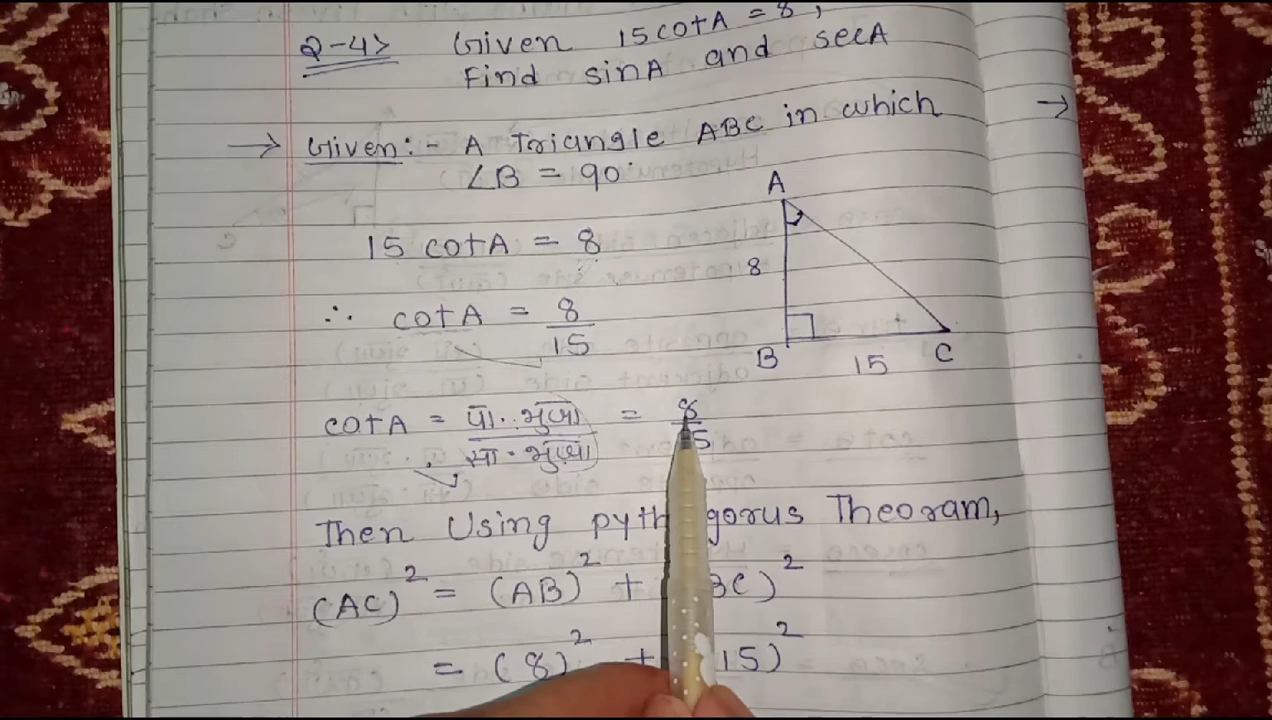 Q-4> Given 15 cotA = 8,
Find sinA and secA
→ Given:- A Triangle ABC in which →
∠B = 90°
A
15 cotA = 8
8
∴ cotA = 8/15
B 15 C
cotA = पा. भुजा / सा. भुजा = 8/15
Then Using pythgorus Theoram,
(AC)² = (AB)² + BC)²
= (8)² + 15)²